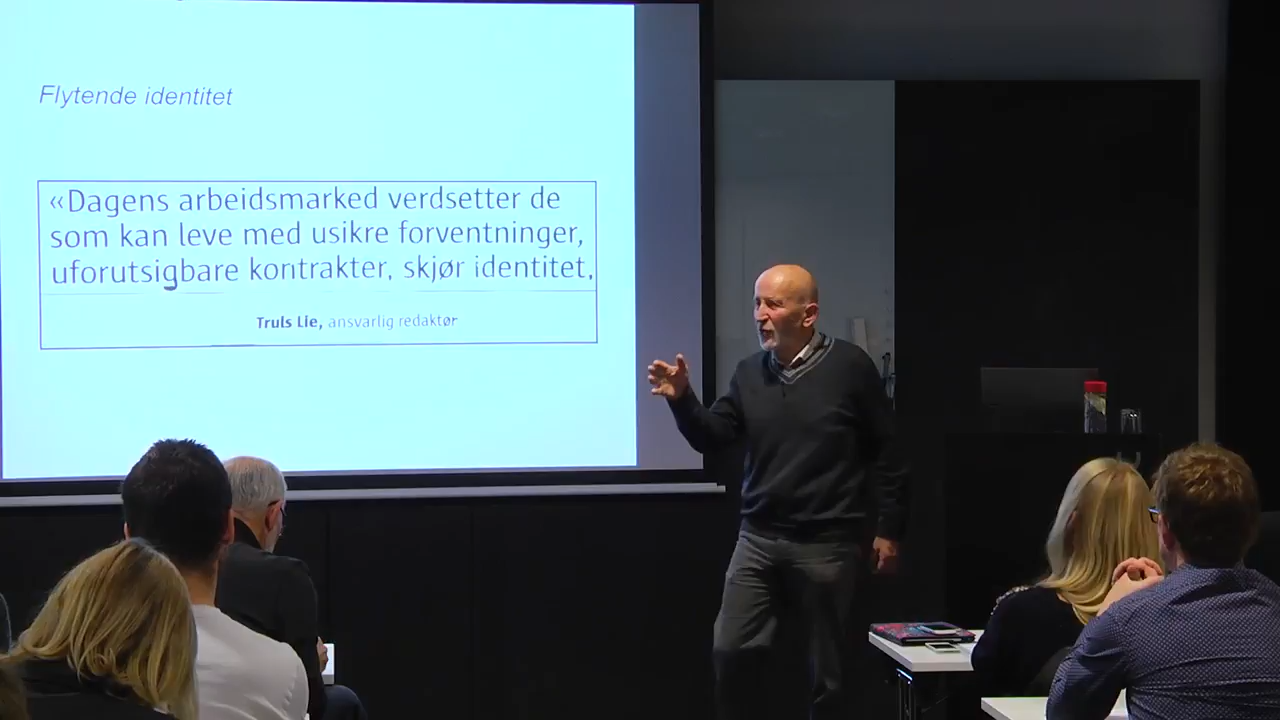 Flytende identitet
«Dagens arbeidsmarked verdsetter de
som kan leve med usikre forventninger,
uforutsigbare kontrakter, skjør identitet,
Truls Lie, ansvarlig redaktør